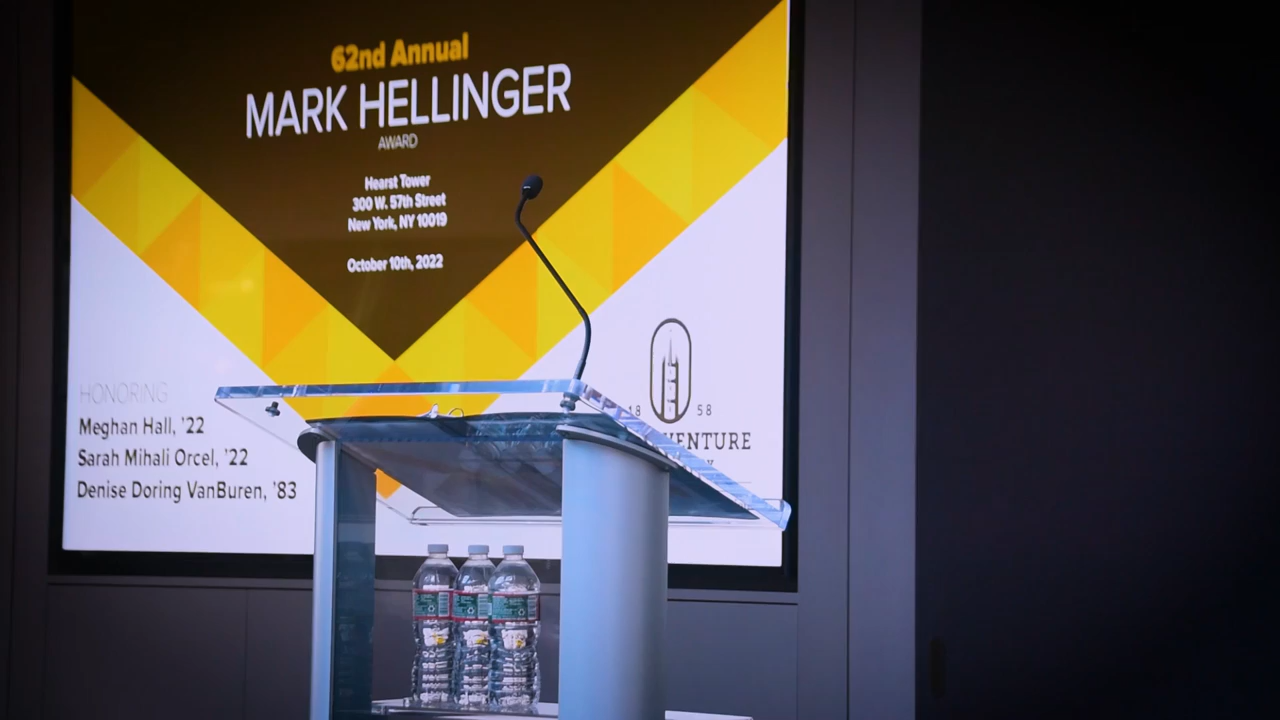 62nd Annual
MARK HELLINGER
AWARD
Hearst Tower
300 W. 57th Street
New York, NY 10019
October 10th, 2022
HONORING
Meghan Hall, '22
Sarah Mihali Orcel, '22
Denise Doring VanBuren, '83
18 58
VENTURE